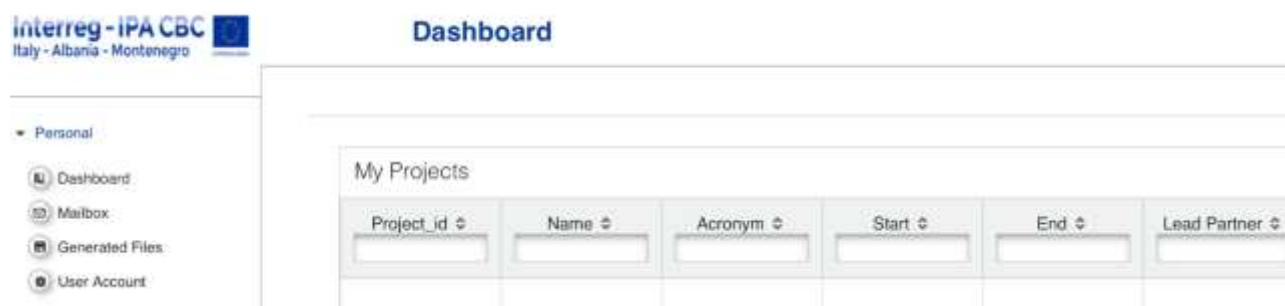 Interreg - IPA CBC
Italy - Albania - Montenegro
Dashboard
Personal
Dashboard
Mailbox
Generated Files
User Account
My Projects
Project_id Name Acronym Start End Lead Partner